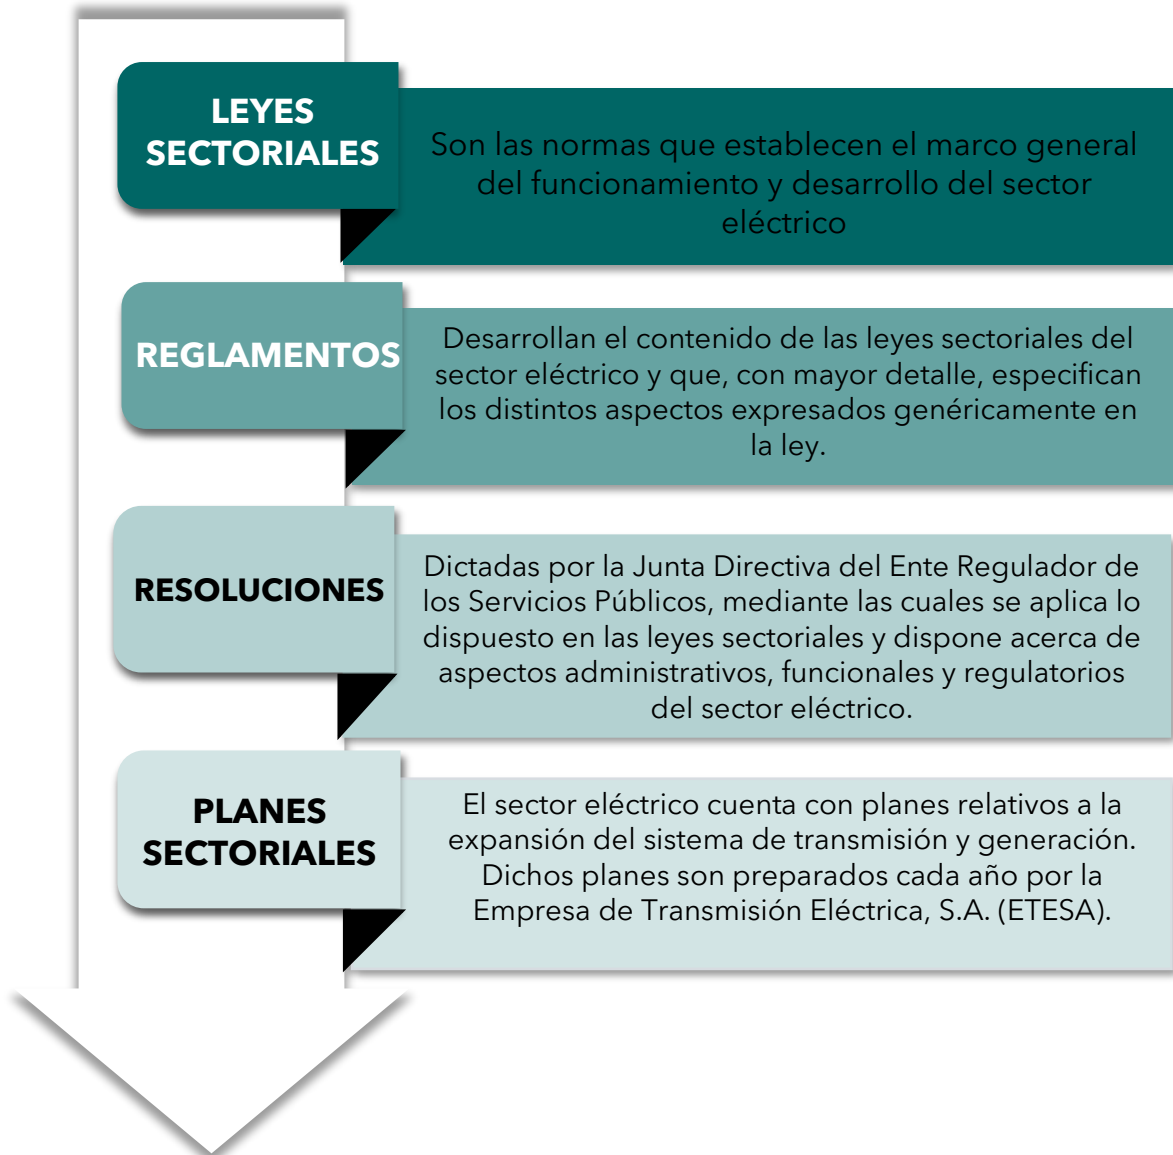 LEYES
SECTORIALES
Son las normas que establecen el marco general
del funcionamiento y desarrollo del sector
eléctrico
REGLAMENTOS
Desarrollan el contenido de las leyes sectoriales del
sector eléctrico y que, con mayor detalle, especifican
los distintos aspectos expresados genéricamente en
la ley.
RESOLUCIONES
Dictadas por la Junta Directiva del Ente Regulador de
los Servicios Públicos, mediante las cuales se aplica lo
dispuesto en las leyes sectoriales y dispone acerca de
aspectos administrativos, funcionales y regulatorios
del sector eléctrico.
PLANES
SECTORIALES
El sector eléctrico cuenta con planes relativos a la
expansión del sistema de transmisión y generación.
Dichos planes son preparados cada año por la
Empresa de Transmisión Eléctrica, S.A. (ETESA).